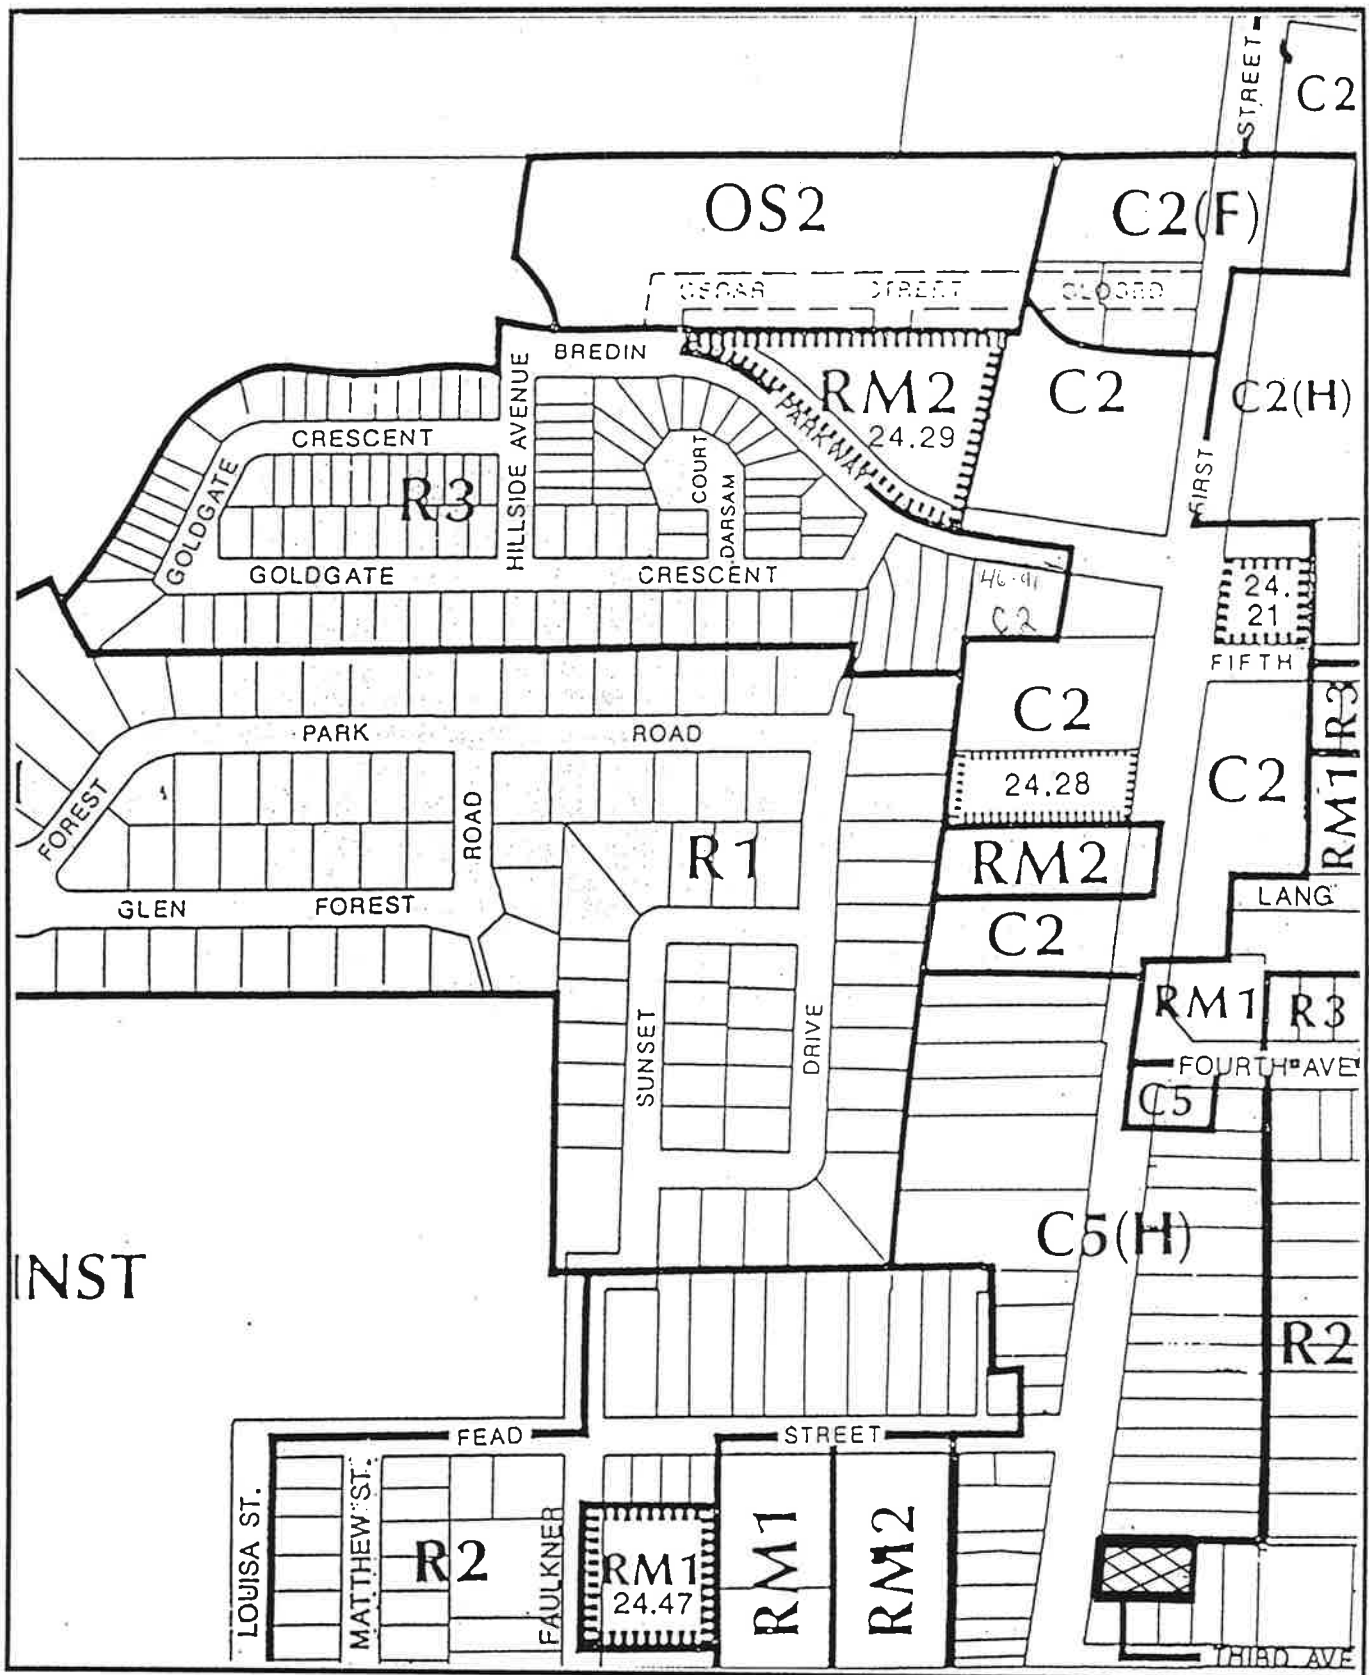 STREET
C2
OS2
C2(F)
OSCAR STREET CLOSED
BREDIN
PARKWAY
RM2
24.29
C2
C2(H)
CRESCENT
GOLDGATE
R3
HILLSIDE AVENUE
COURT
DARSAM
FIRST
GOLDGATE
CRESCENT
46-91
C2
24.
21
FIFTH
C2
R3
PARK
ROAD
24.28
C2
RM1
FOREST
ROAD
R1
RM2
LANG
GLEN
FOREST
C2
SUNSET
DRIVE
RM1
R3
FOURTH AVE
C5
C5(H)
INST
R2
FEAD
STREET
LOUISA ST.
MATTHEW ST.
R2
FAULKNER
RM1
24.47
RM1
RM2
THIRD AVE